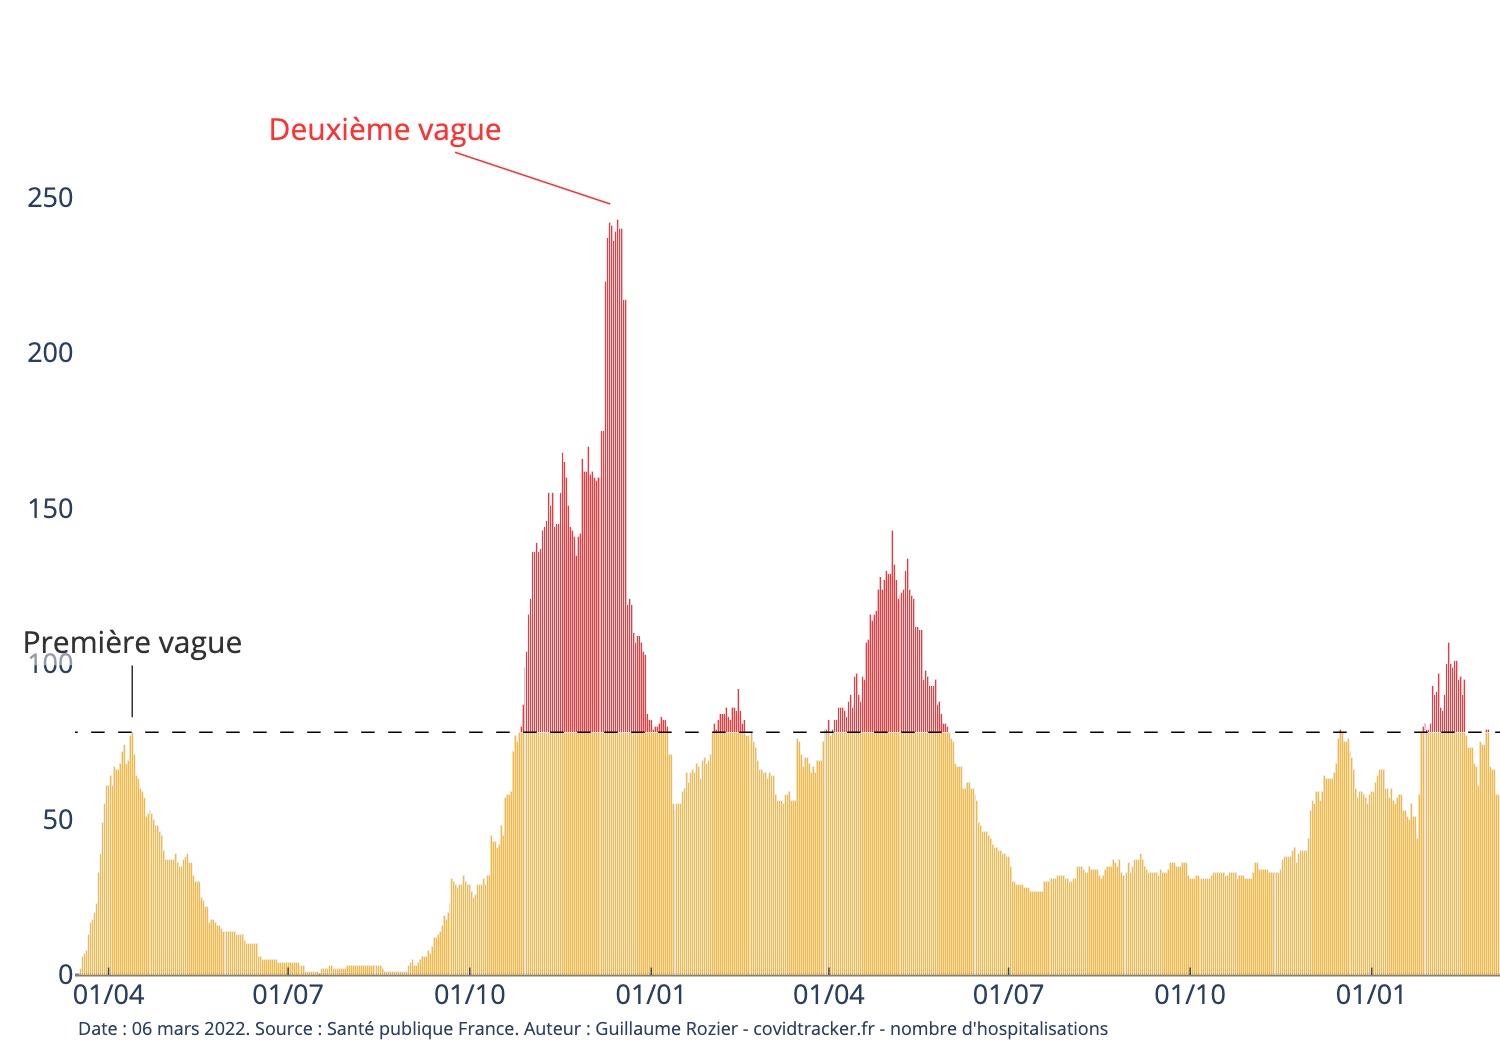 Deuxième vague
250
200
150
Première vague
100
50
0
01/04 01/07 01/10 01/01 01/04 01/07 01/10 01/01
Date : 06 mars 2022. Source : Santé publique France. Auteur : Guillaume Rozier - covidtracker.fr - nombre d'hospitalisations